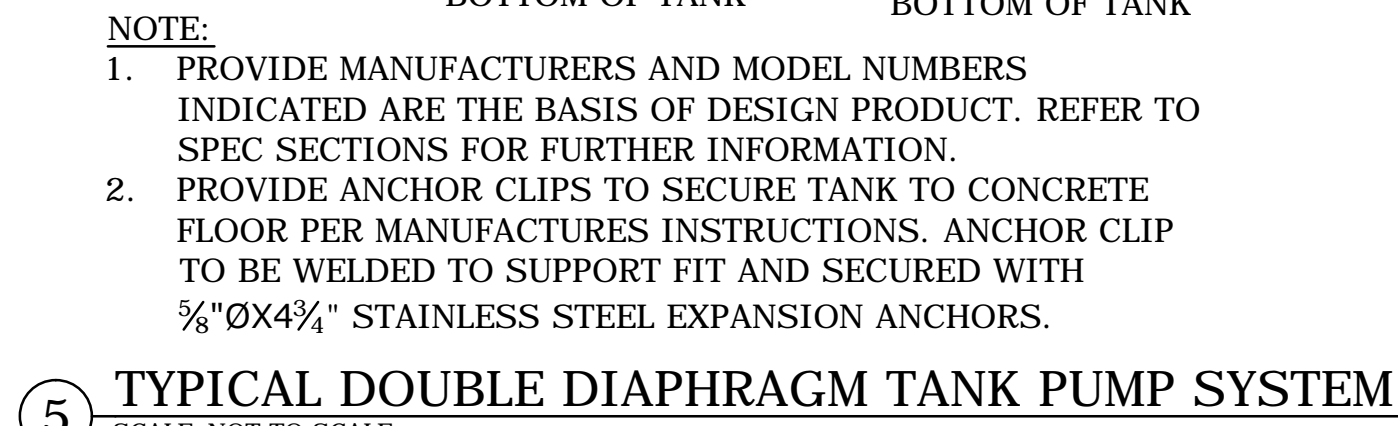 BOTTOM OF TANK BOTTOM OF TANK
NOTE:
1. PROVIDE MANUFACTURERS AND MODEL NUMBERS
INDICATED ARE THE BASIS OF DESIGN PRODUCT. REFER TO
SPEC SECTIONS FOR FURTHER INFORMATION.
2. PROVIDE ANCHOR CLIPS TO SECURE TANK TO CONCRETE
FLOOR PER MANUFACTURES INSTRUCTIONS. ANCHOR CLIP
TO BE WELDED TO SUPPORT FIT AND SECURED WITH
⅝"ØX4¾" STAINLESS STEEL EXPANSION ANCHORS.
5 TYPICAL DOUBLE DIAPHRAGM TANK PUMP SYSTEM
SCALE: NOT TO SCALE